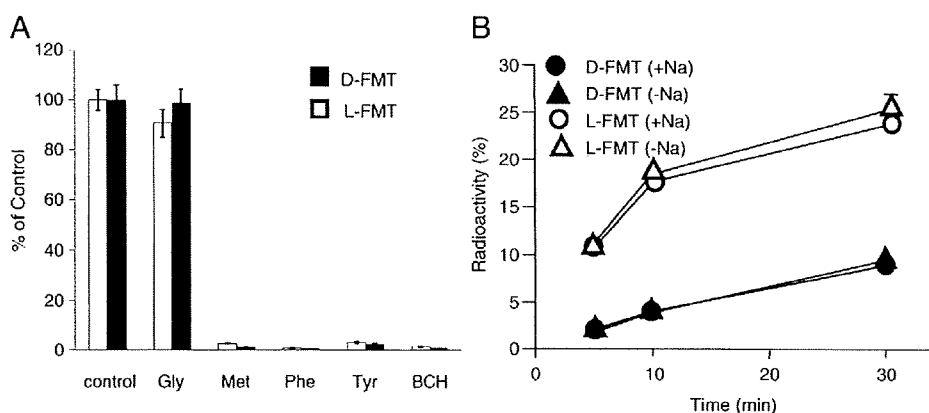 A
% of Control
120
100
80
60
40
20
0
control Gly Met Phe Tyr BCH
D-FMT
L-FMT
B
Radioactivity (%)
30
25
20
15
10
5
0
D-FMT (+Na)
D-FMT (-Na)
L-FMT (+Na)
L-FMT (-Na)
0 10 20 30
Time (min)